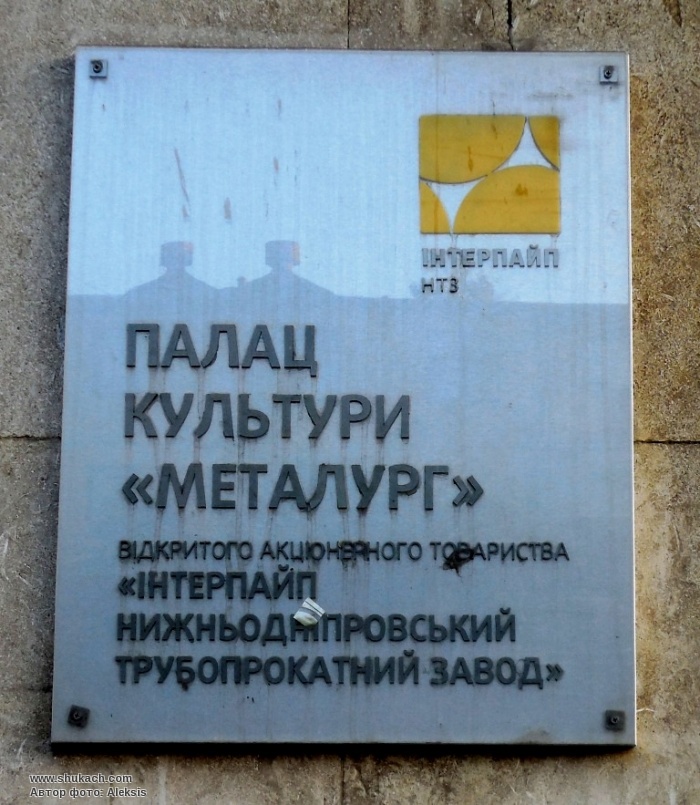 ІНТЕРПАЙП
НТЗ
ПАЛАЦ
КУЛЬТУРИ
«МЕТАЛУРГ»
ВІДКРИТОГО АКЦІОНЕРНОГО ТОВАРИСТВА
«ІНТЕРПАЙП
НИЖНЬОДНІПРОВСЬКИЙ
ТРУБОПРОКАТНИЙ ЗАВОД»
www.shukach.com
Автор фото: Aleksis